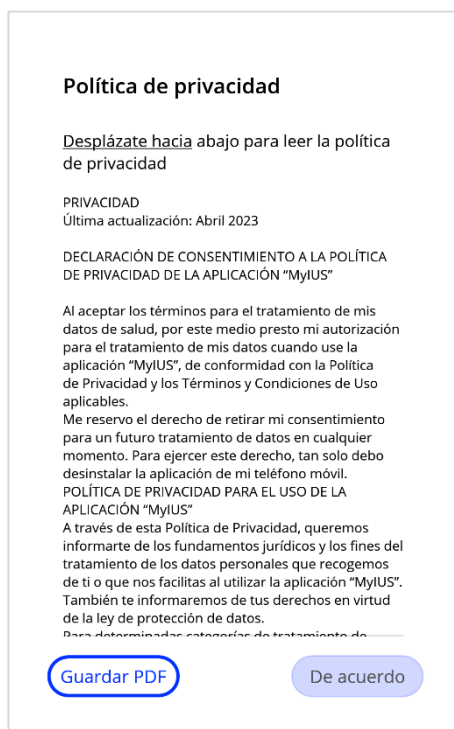 Política de privacidad
Desplázate hacia abajo para leer la política
de privacidad
PRIVACIDAD
Última actualización: Abril 2023
DECLARACIÓN DE CONSENTIMIENTO A LA POLÍTICA
DE PRIVACIDAD DE LA APLICACIÓN “MyIUS”
Al aceptar los términos para el tratamiento de mis
datos de salud, por este medio presto mi autorización
para el tratamiento de mis datos cuando use la
aplicación “MyIUS”, de conformidad con la Política
de Privacidad y los Términos y Condiciones de Uso
aplicables.
Me reservo el derecho de retirar mi consentimiento
para un futuro tratamiento de datos en cualquier
momento. Para ejercer este derecho, tan solo debo
desinstalar la aplicación de mi teléfono móvil.
POLÍTICA DE PRIVACIDAD PARA EL USO DE LA
APLICACIÓN “MyIUS”
A través de esta Política de Privacidad, queremos
informarte de los fundamentos jurídicos y los fines del
tratamiento de los datos personales que recogemos
de ti o que nos facilitas al utilizar la aplicación “MyIUS”.
También te informaremos de tus derechos en virtud
de la ley de protección de datos.
Para determinadas categorías de tratamiento de
Guardar PDF
De acuerdo